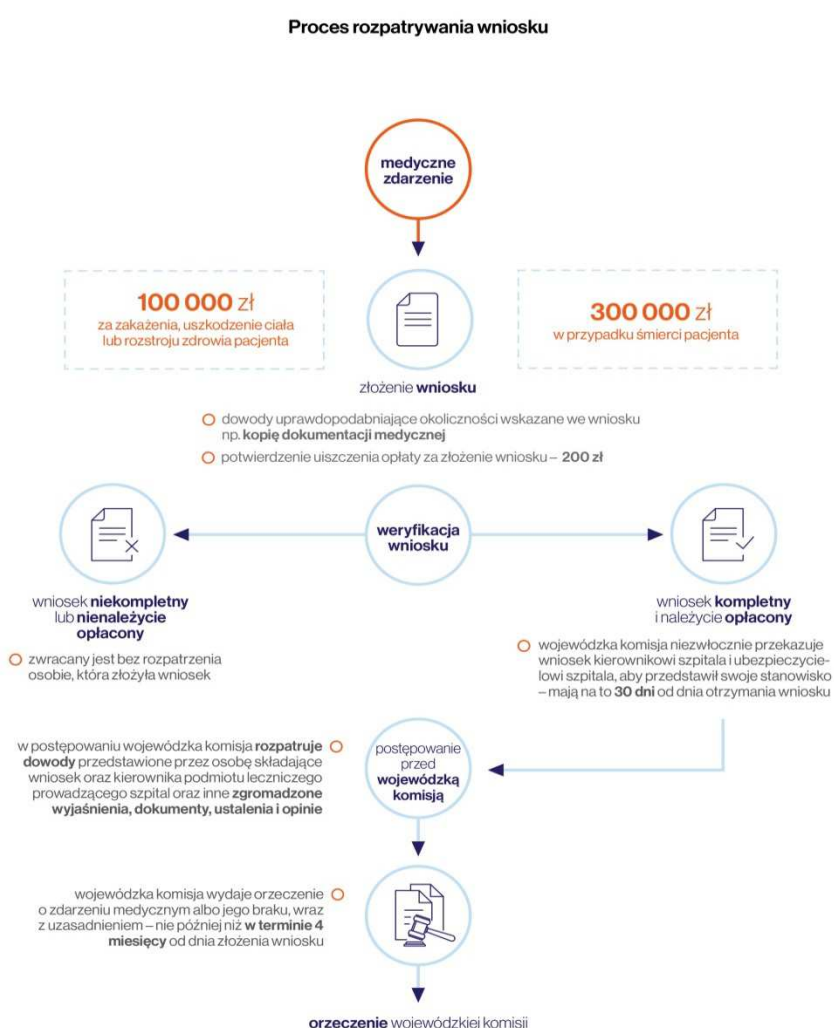 Proces rozpatrywania wniosku
medyczne
zdarzenie
100 000 zł
za zakażenia, uszkodzenie ciała
lub rozstroju zdrowia pacjenta
300 000 zł
w przypadku śmierci pacjenta
złożenie wniosku
dowody uprawdopodabniające okoliczności wskazane we wniosku
np. kopię dokumentacji medycznej
potwierdzenie uiszczenia opłaty za złożenie wniosku – 200 zł
weryfikacja
wniosku
wniosek niekompletny
lub nienależycie
opłacony
zwracany jest bez rozpatrzenia
osobie, która złożyła wniosek
wniosek kompletny
i należycie opłacony
wojewódzka komisja niezwłocznie przekazuje
wniosek kierownikowi szpitala i ubezpieczycie-
lowi szpitala, aby przedstawił swoje stanowisko
– mają na to 30 dni od dnia otrzymania wniosku
w postępowaniu wojewódzka komisja rozpatruje
dowody przedstawione przez osobę składające
wniosek oraz kierownika podmiotu leczniczego
prowadzącego szpital oraz inne zgromadzone
wyjaśnienia, dokumenty, ustalenia i opinie
postępowanie
przed
wojewódzką
komisją
wojewódzka komisja wydaje orzeczenie
o zdarzeniu medycznym albo jego braku, wraz
z uzasadnieniem – nie później niż w terminie 4
miesięcy od dnia złożenia wniosku
orzeczenie wojewódzkiej komisji